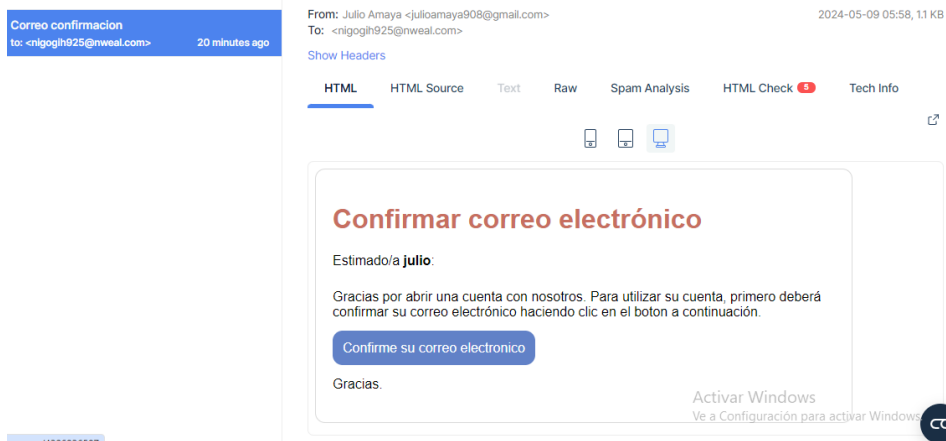 Correo confirmacion
to: <nigogih925@nweal.com> 20 minutes ago
From: Julio Amaya <julioamaya908@gmail.com> 2024-05-09 05:58, 1.1 KB
To: <nigogih925@nweal.com>
Show Headers
HTML HTML Source Text Raw Spam Analysis HTML Check 5 Tech Info
Confirmar correo electrónico
Estimado/a julio:
Gracias por abrir una cuenta con nosotros. Para utilizar su cuenta, primero deberá
confirmar su correo electrónico haciendo clic en el boton a continuación.
Confirme su correo electronico
Gracias.
Activar Windows
Ve a Configuración para activar Windows